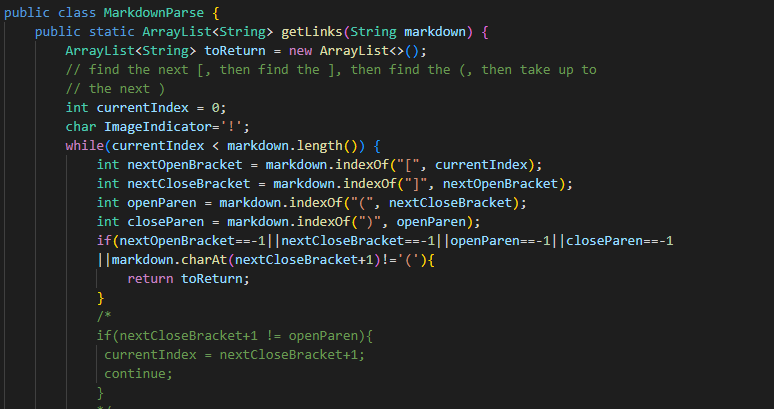 public class MarkdownParse {
    public static ArrayList<String> getLinks(String markdown) {
        ArrayList<String> toReturn = new ArrayList<>();
        // find the next [, then find the ], then find the (, then take up to
        // the next )
        int currentIndex = 0;
        char ImageIndicator='!';
        while(currentIndex < markdown.length()) {
            int nextOpenBracket = markdown.indexOf("[", currentIndex);
            int nextCloseBracket = markdown.indexOf("]", nextOpenBracket);
            int openParen = markdown.indexOf("(", nextCloseBracket);
            int closeParen = markdown.indexOf(")", openParen);
            if(nextOpenBracket==-1||nextCloseBracket==-1||openParen==-1||closeParen==-1
            ||markdown.charAt(nextCloseBracket+1)!='('){
                return toReturn;
            }
            /*
            if(nextCloseBracket+1 != openParen){
             currentIndex = nextCloseBracket+1;
             continue;
            }